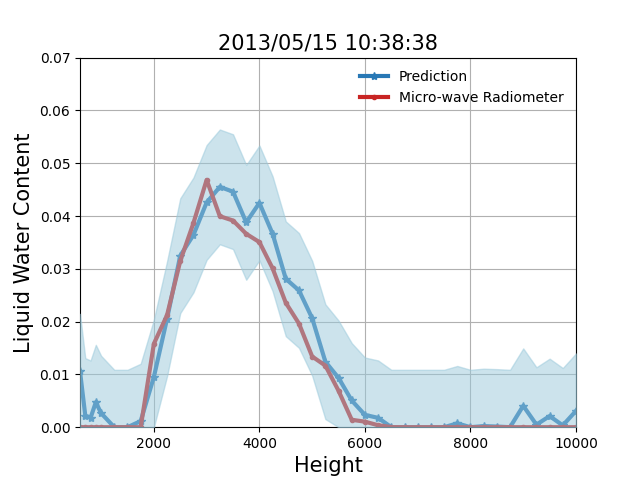 2013/05/15 10:38:38
Prediction
Micro-wave Radiometer
Liquid Water Content
0.07
0.06
0.05
0.04
0.03
0.02
0.01
0.00
2000 4000 6000 8000 10000
Height